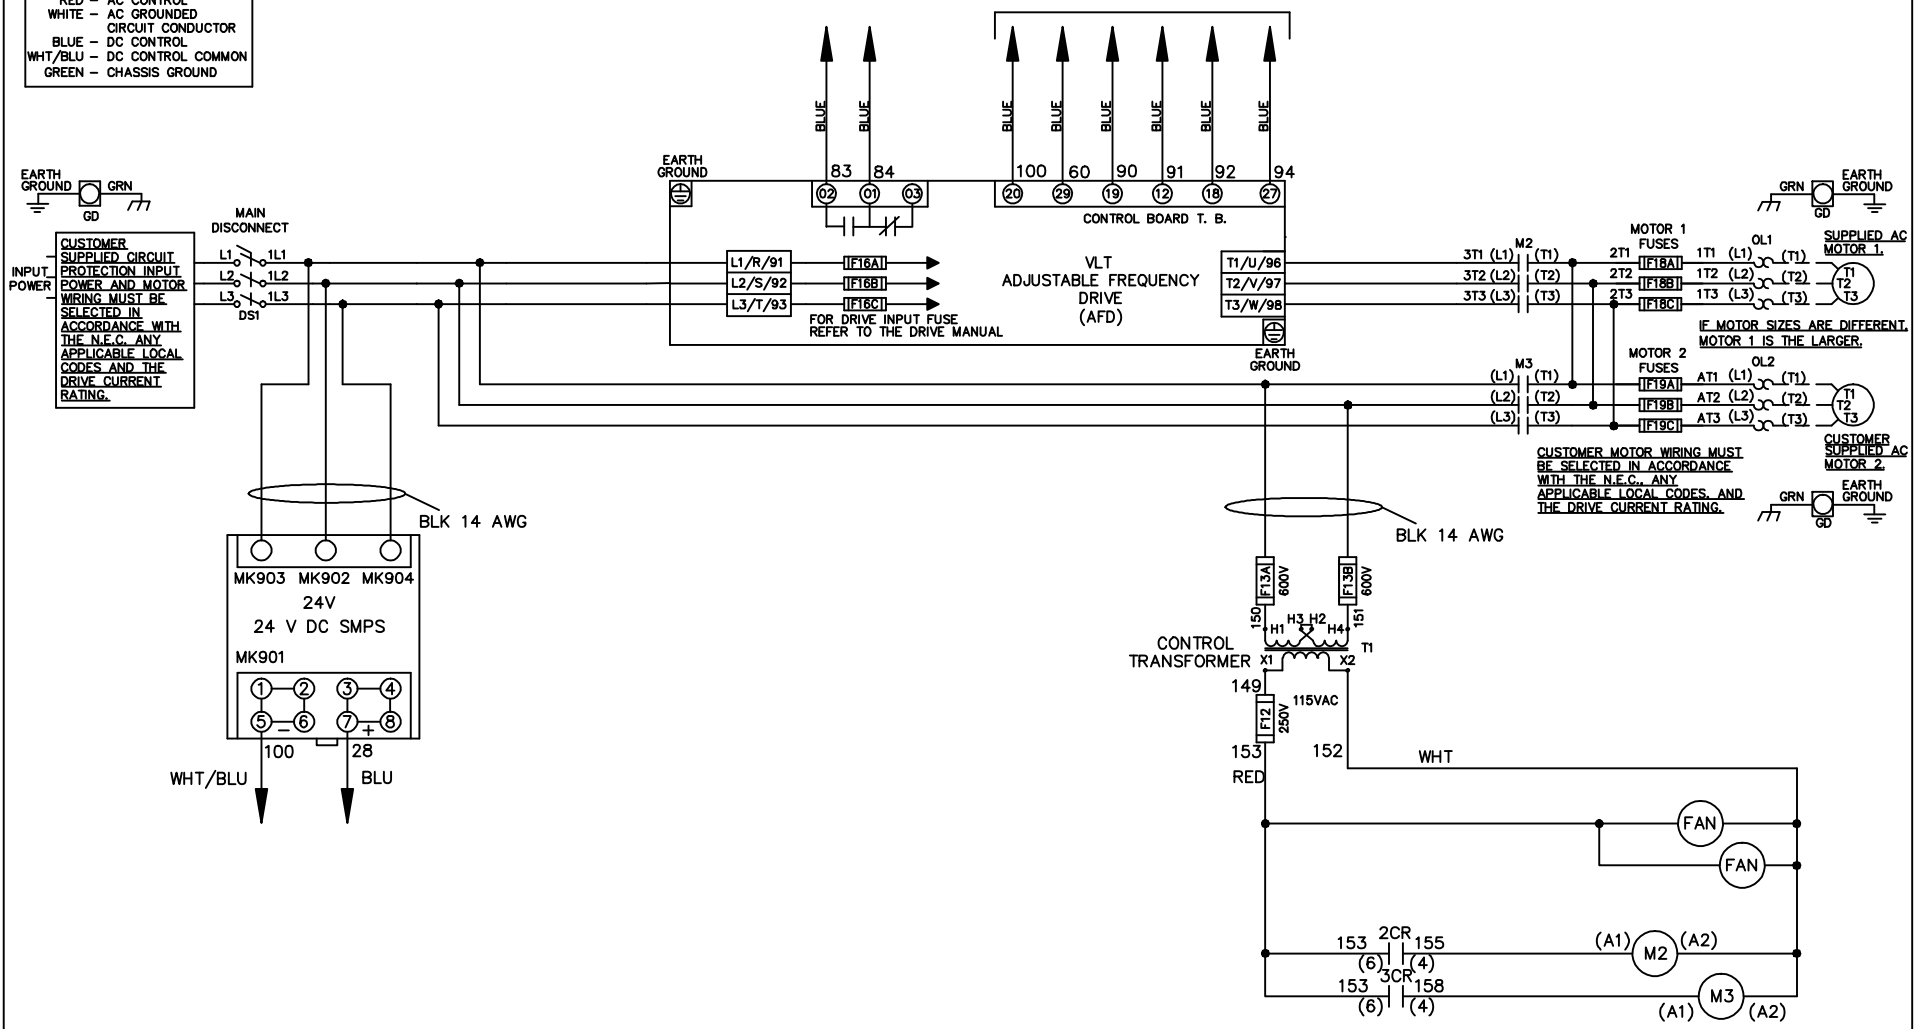 RED – AC CONTROL
WHITE – AC GROUNDED
CIRCUIT CONDUCTOR
BLUE – DC CONTROL
WHT/BLU – DC CONTROL COMMON
GREEN – CHASSIS GROUND
BLUE
BLUE
BLUE
BLUE
BLUE
BLUE
BLUE
BLUE
EARTH
GROUND
GRN
GD
EARTH
GROUND
83
84
02
01
03
100
60
90
91
92
94
20
29
19
12
18
27
CONTROL BOARD T. B.
GRN
EARTH
GROUND
GD
MAIN
DISCONNECT
CUSTOMER
SUPPLIED CIRCUIT
PROTECTION INPUT
POWER AND MOTOR
WIRING MUST BE
SELECTED IN
ACCORDANCE WITH
THE N.E.C. ANY
APPLICABLE LOCAL
CODES AND THE
DRIVE CURRENT
RATING.
INPUT
POWER
L1
1L1
L2
1L2
L3
1L3
DS1
L1/R/91
L2/S/92
L3/T/93
F16A
F16B
F16C
FOR DRIVE INPUT FUSE
REFER TO THE DRIVE MANUAL
VLT
ADJUSTABLE FREQUENCY
DRIVE
(AFD)
T1/U/96
T2/V/97
T3/W/98
EARTH
GROUND
M2
3T1 (L1)
(T1)
3T2 (L2)
(T2)
3T3 (L3)
(T3)
MOTOR 1
FUSES
2T1
F18A
1T1
2T2
F18B
1T2
2T3
F18C
1T3
OL1
(L1)
(T1)
(L2)
(T2)
(L3)
(T3)
SUPPLIED AC
MOTOR 1.
T1
T2
T3
IF MOTOR SIZES ARE DIFFERENT,
MOTOR 1 IS THE LARGER.
M3
(L1)
(T1)
(L2)
(T2)
(L3)
(T3)
MOTOR 2
FUSES
F19A
AT1
F19B
AT2
F19C
AT3
OL2
(L1)
(T1)
(L2)
(T2)
(L3)
(T3)
T1
T2
T3
CUSTOMER
SUPPLIED AC
MOTOR 2.
CUSTOMER MOTOR WIRING MUST
BE SELECTED IN ACCORDANCE
WITH THE N.E.C., ANY
APPLICABLE LOCAL CODES, AND
THE DRIVE CURRENT RATING.
GRN
EARTH
GROUND
GD
BLK 14 AWG
BLK 14 AWG
MK903
MK902
MK904
24V
24 V DC SMPS
MK901
1
2
3
4
5
6
7
8
–
+
100
28
WHT/BLU
BLU
F13A
600V
F13B
600V
150
151
H1
H3
H2
H4
T1
CONTROL
TRANSFORMER
X1
X2
149
115VAC
F12
250V
153
152
RED
WHT
FAN
FAN
2CR
153
155
(6)
(4)
(A1)
M2
(A2)
3CR
153
158
(6)
(4)
(A1)
M3
(A2)